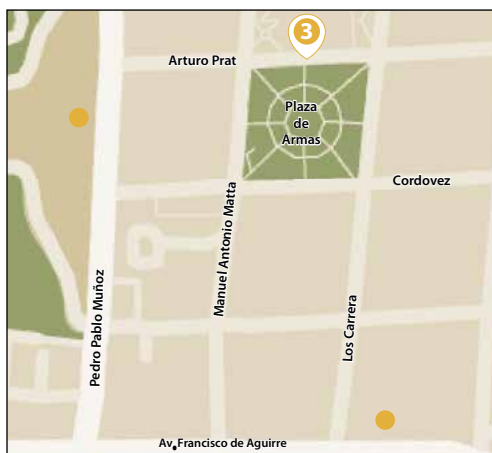 3
Arturo Prat
Plaza
de
Armas
Cordovez
Manuel Antonio Matta
Pedro Pablo Muñoz
Los Carrera
Av. Francisco de Aguirre